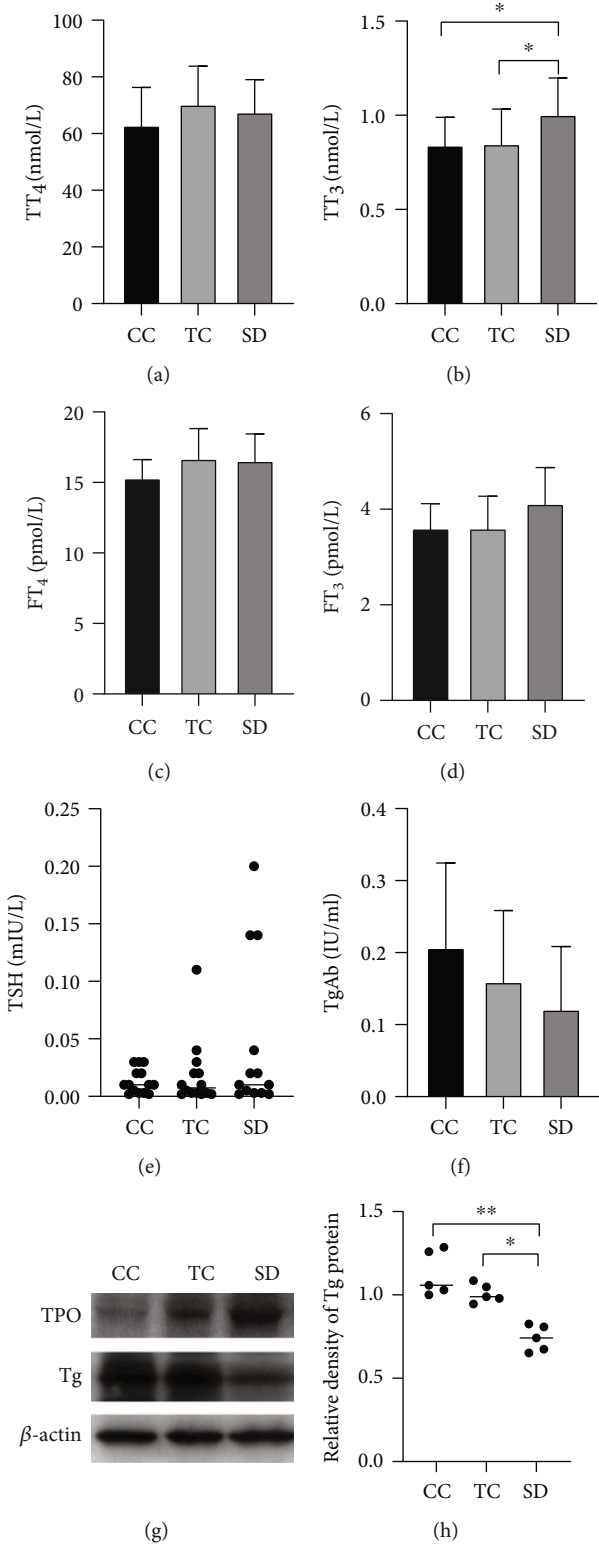 TT4 (nmol/L)
100
80
60
40
20
0
CC TC SD
(a)
TT3 (nmol/L)
1.5
1.0
0.5
0.0
* 
*
CC TC SD
(b)
FT4 (pmol/L)
20
15
10
5
0
CC TC SD
(c)
FT3 (pmol/L)
6
4
2
0
CC TC SD
(d)
TSH (mIU/L)
0.25
0.20
0.15
0.10
0.05
0.00
CC TC SD
(e)
TgAb (IU/ml)
0.4
0.3
0.2
0.1
0.0
CC TC SD
(f)
CC TC SD
TPO
Tg
β-actin
(g)
Relative density of Tg protein
1.5
1.0
0.5
0.0
**
*
CC TC SD
(h)